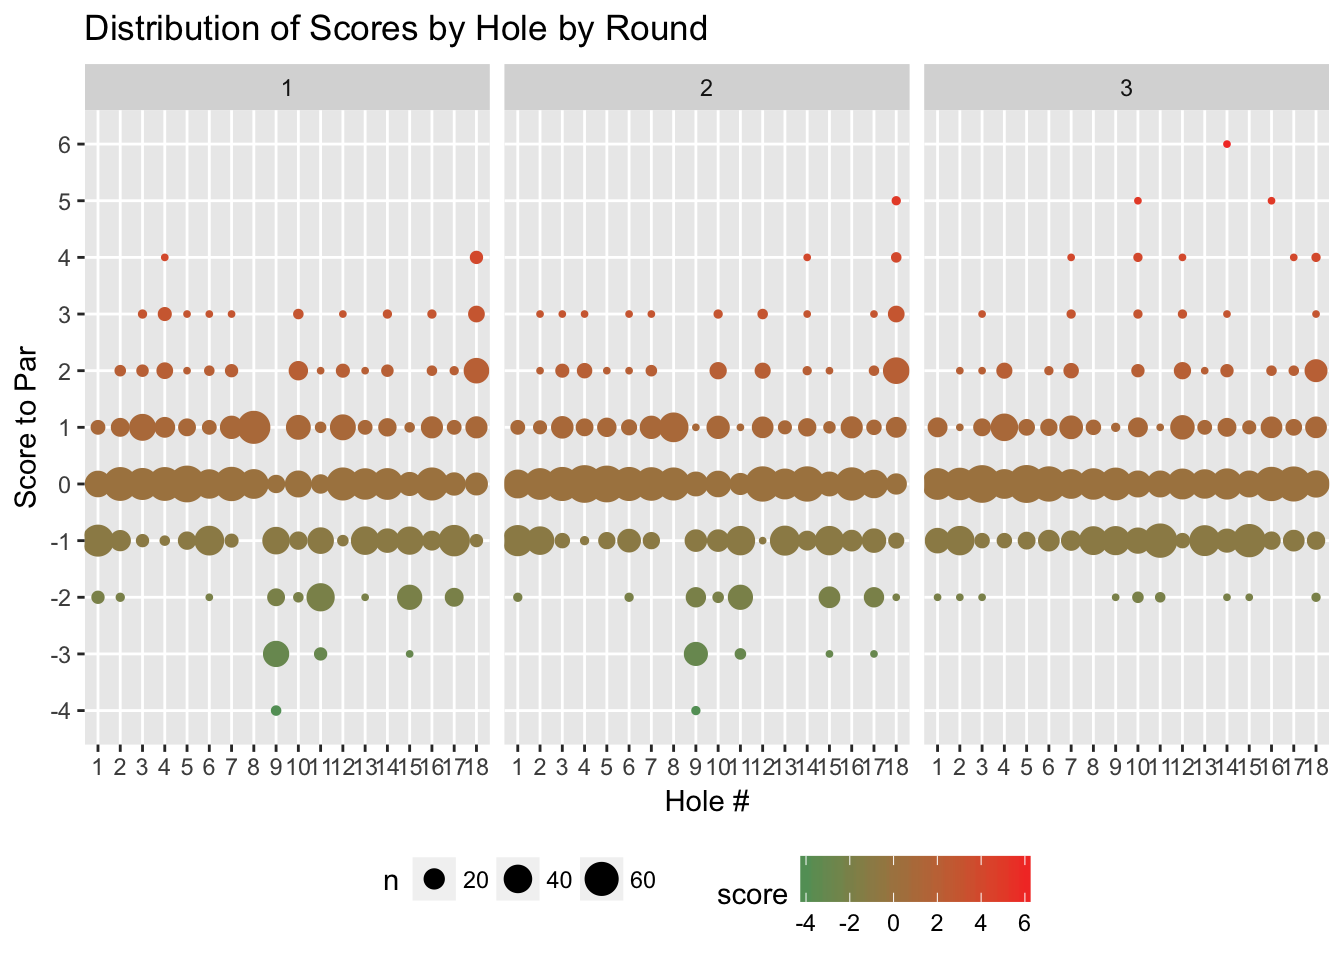 Distribution of Scores by Hole by Round
1 2 3
6
5
4
3
2
1
0
-1
-2
-3
-4
Score to Par
1 2 3 4 5 6 7 8 9 10 11 12 13 14 15 16 17 18 1 2 3 4 5 6 7 8 9 10 11 12 13 14 15 16 17 18 1 2 3 4 5 6 7 8 9 10 11 12 13 14 15 16 17 18
Hole #
n 20 40 60
score
-4 -2 0 2 4 6